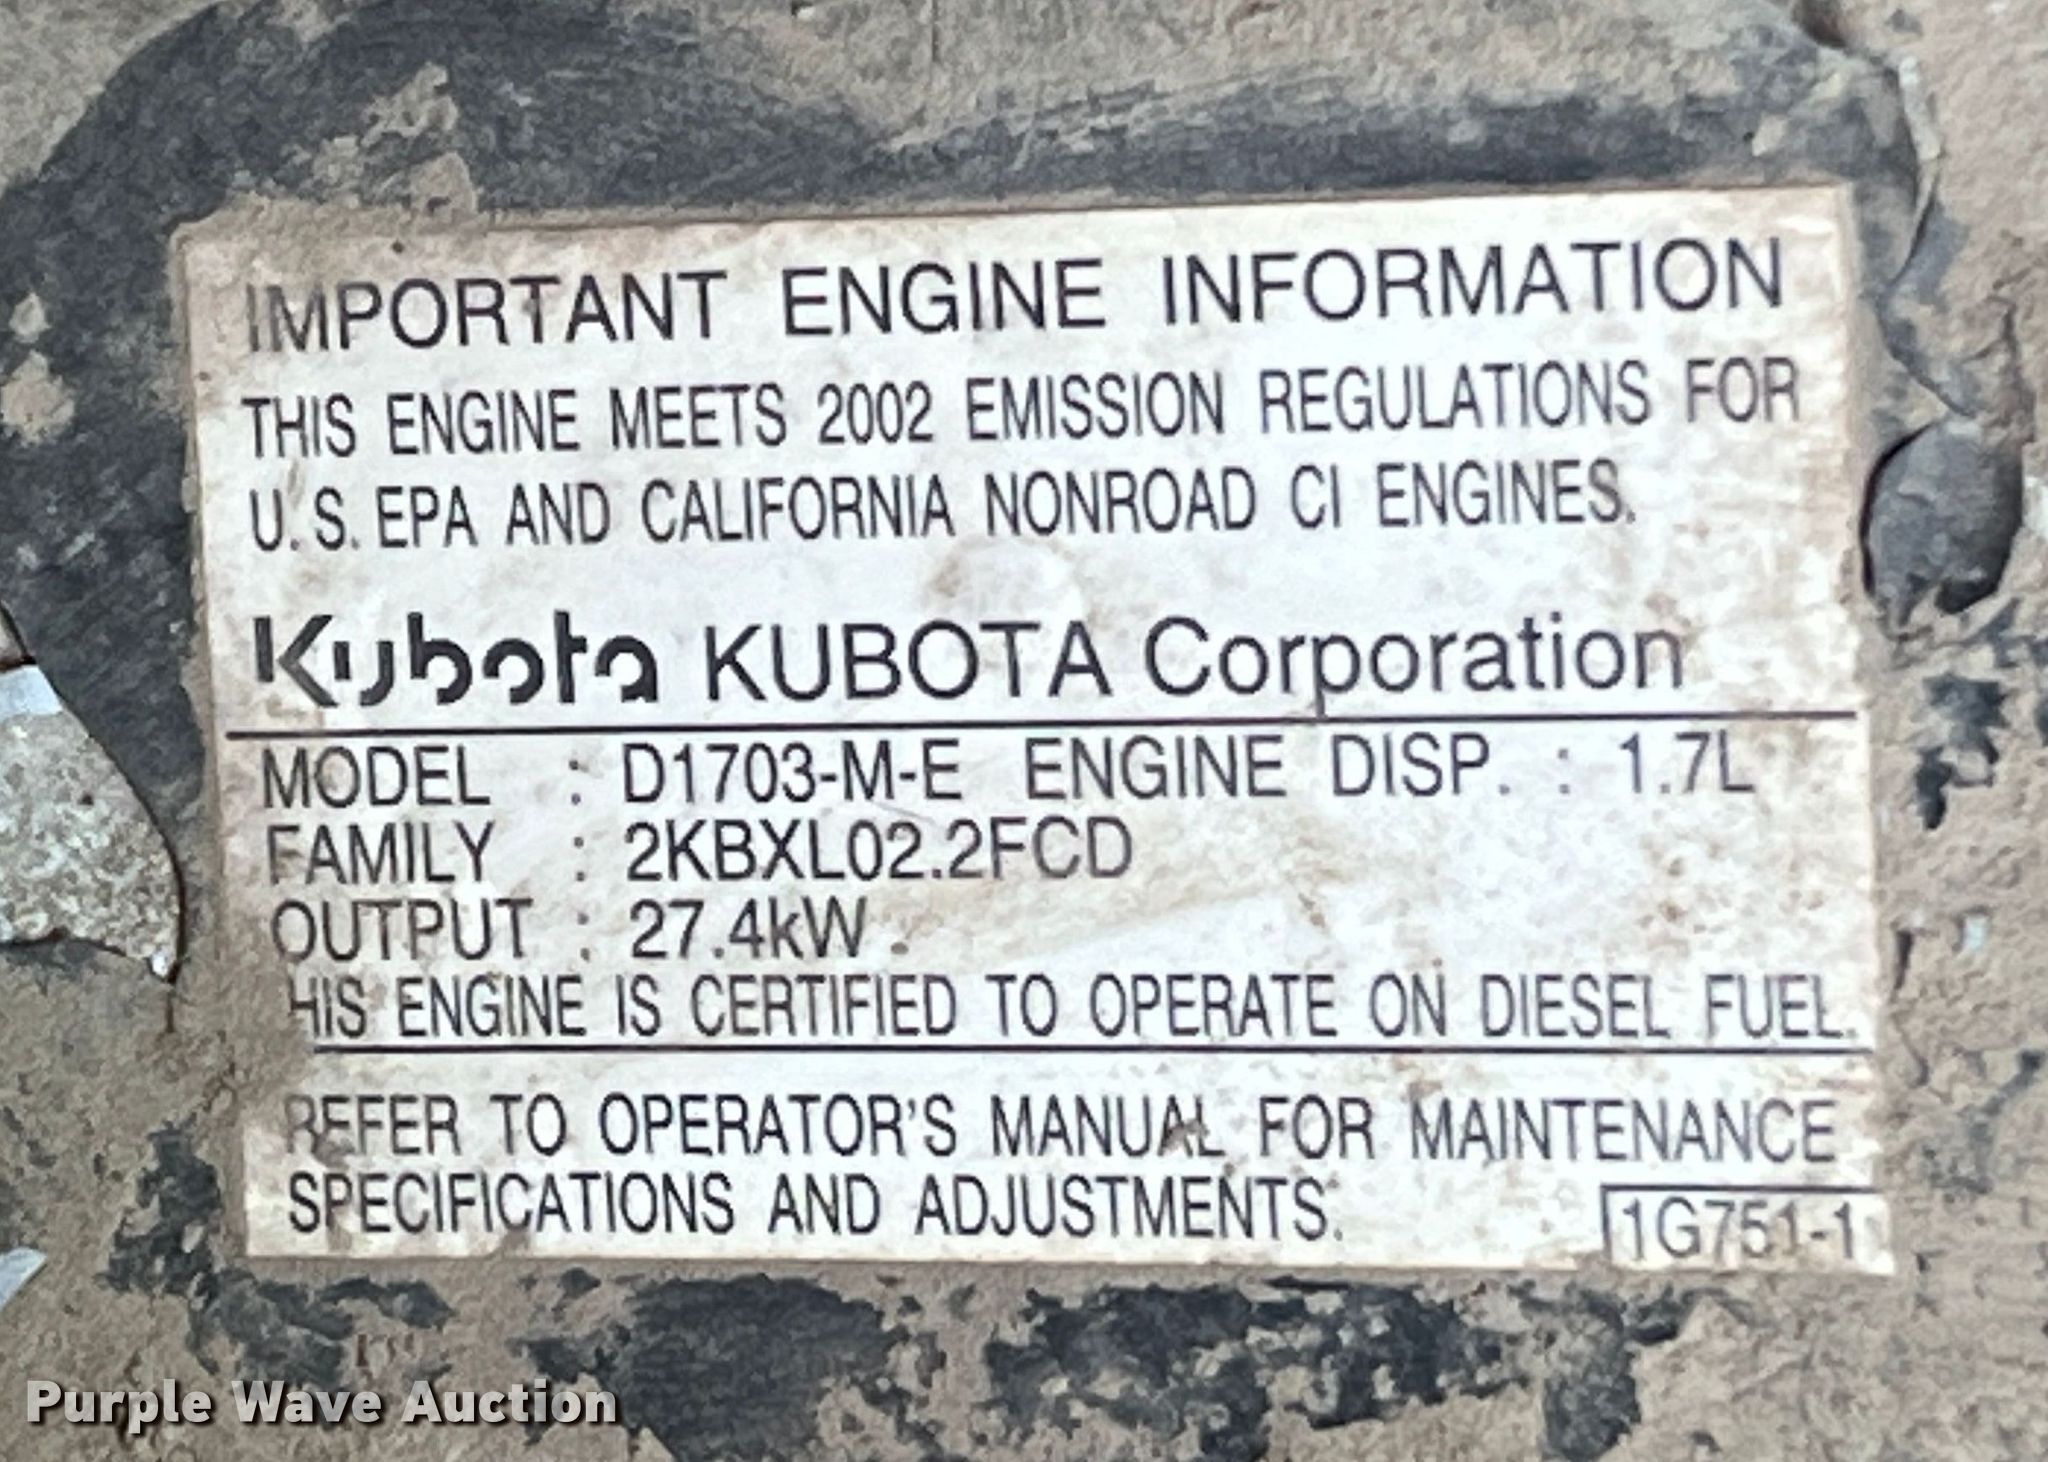 IMPORTANT ENGINE INFORMATION
THIS ENGINE MEETS 2002 EMISSION REGULATIONS FOR
U.S. EPA AND CALIFORNIA NONROAD CI ENGINES.
Kubota KUBOTA Corporation
MODEL : D1703-M-E ENGINE DISP. : 1.7L
FAMILY : 2KBXL02.2FCD
OUTPUT : 27.4kW
HIS ENGINE IS CERTIFIED TO OPERATE ON DIESEL FUEL.
REFER TO OPERATOR'S MANUAL FOR MAINTENANCE
SPECIFICATIONS AND ADJUSTMENTS.
1G751-1
Purple Wave Auction